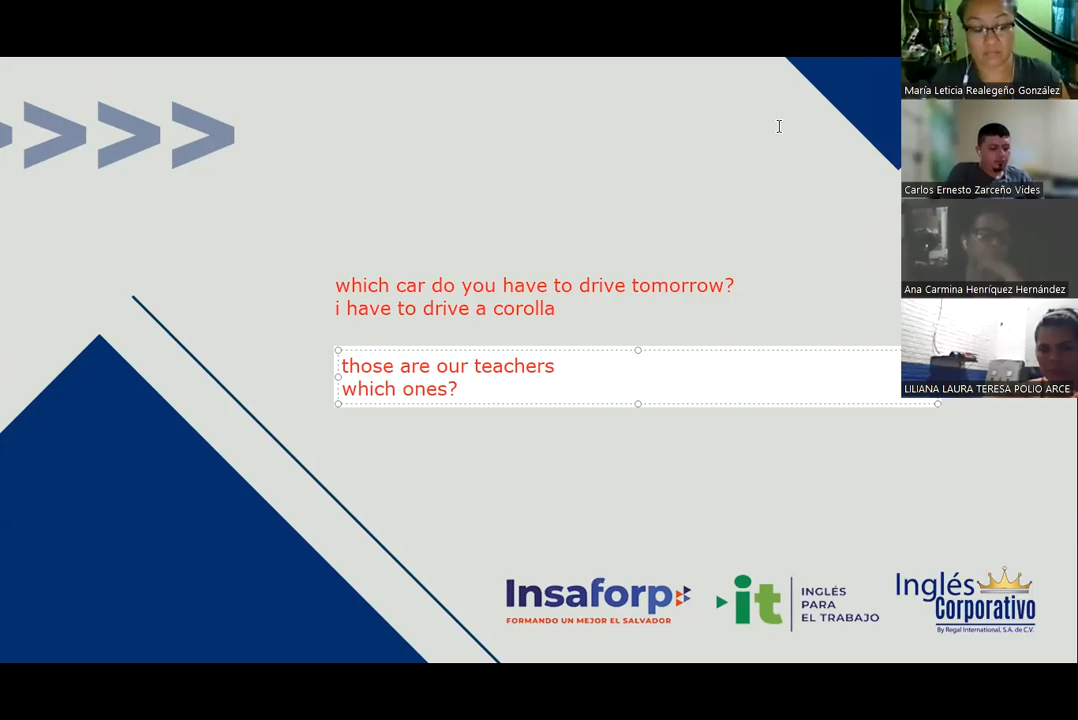 which car do you have to drive tomorrow?
i have to drive a corolla
those are our teachers
which ones?
Insaforp
FORMANDO UN MEJOR EL SALVADOR
it
INGLÉS
PARA
EL TRABAJO
Inglés
Corporativo
By Regal International, S.A. de C.V.
María Leticia Realegeño González
Carlos Ernesto Zarceño Vides
Ana Carmina Henríquez Hernández
LILIANA LAURA TERESA POLIO ARCE